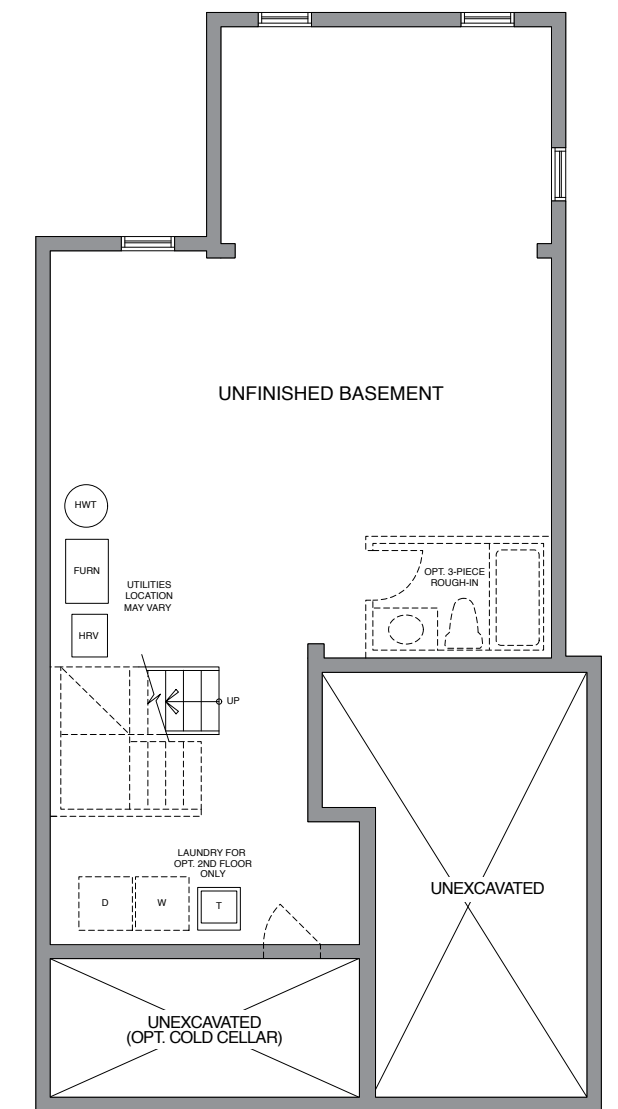 UNFINISHED BASEMENT
HWT
FURN
UTILITIES
LOCATION
MAY VARY
HRV
OPT. 3-PIECE
ROUGH-IN
UP
LAUNDRY FOR
OPT. 2ND FLOOR
ONLY
D
W
T
UNEXCAVATED
UNEXCAVATED
(OPT. COLD CELLAR)